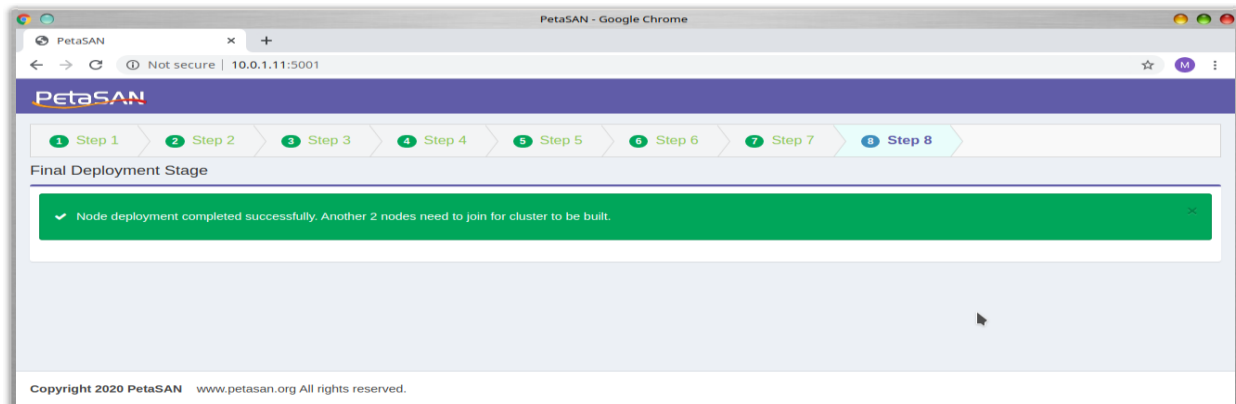 PetaSAN - Google Chrome
PetaSAN × +
Not secure | 10.0.1.11:5001 M
PetaSAN
1 Step 1 2 Step 2 3 Step 3 4 Step 4 5 Step 5 6 Step 6 7 Step 7 8 Step 8
Final Deployment Stage
Node deployment completed successfully. Another 2 nodes need to join for cluster to be built. ×
Copyright 2020 PetaSAN www.petasan.org All rights reserved.